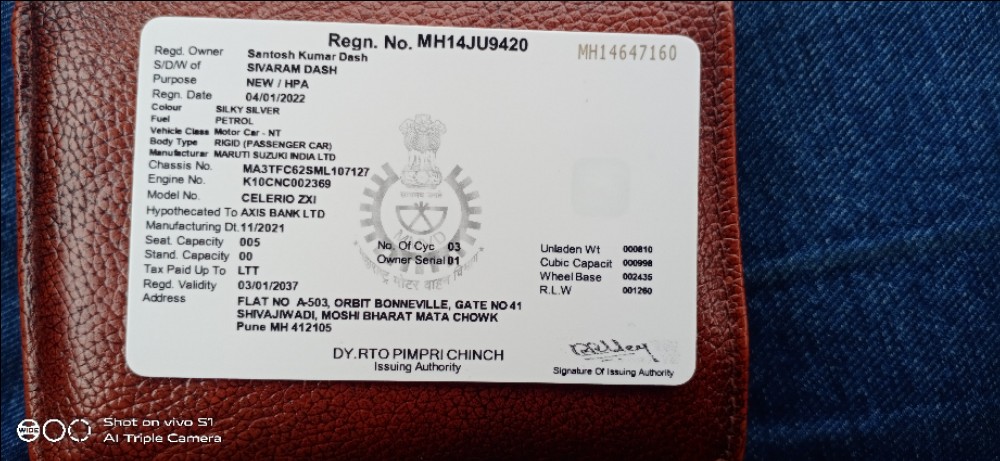 Regn. No. MH14JU9420
MH14647160
Regd. Owner Santosh Kumar Dash
S/D/W of SIVARAM DASH
Purpose NEW / HPA
Regn. Date 04/01/2022
Colour SILKY SILVER
Fuel PETROL
Vehicle Class Motor Car - NT
Body Type RIGID (PASSENGER CAR)
Manufacturer MARUTI SUZUKI INDIA LTD
Chassis No. MA3TFC62SML107127
Engine No. K10CNC002369
Model No. CELERIO ZXI
Hypothecated To AXIS BANK LTD
Manufacturing Dt. 11/2021
Seat. Capacity 005
No. Of Cyc 03
Unladen Wt 000810
Stand. Capacity 00
Owner Serial 01
Cubic Capacit 000998
Tax Paid Up To LTT
Wheel Base 002435
Regd. Validity 03/01/2037
R.L.W 001260
Address FLAT NO A-503, ORBIT BONNEVILLE, GATE NO 41
SHIVAJIWADI, MOSHI BHARAT MATA CHOWK
Pune MH 412105
DY.RTO PIMPRI CHINCH
Issuing Authority
Signature Of Issuing Authority
WIDE
Shot on vivo S1
AI Triple Camera